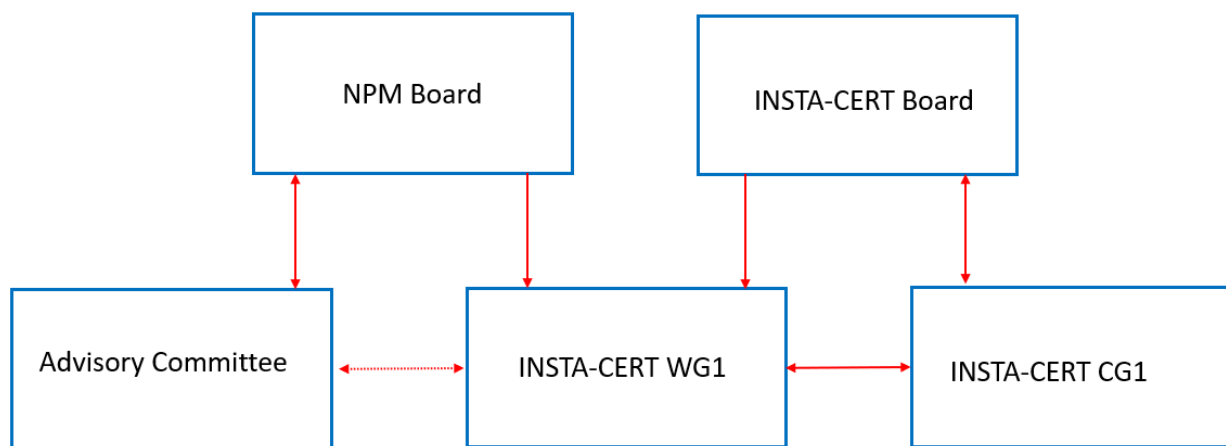 NPM Board
INSTA-CERT Board
Advisory Committee
INSTA-CERT WG1
INSTA-CERT CG1